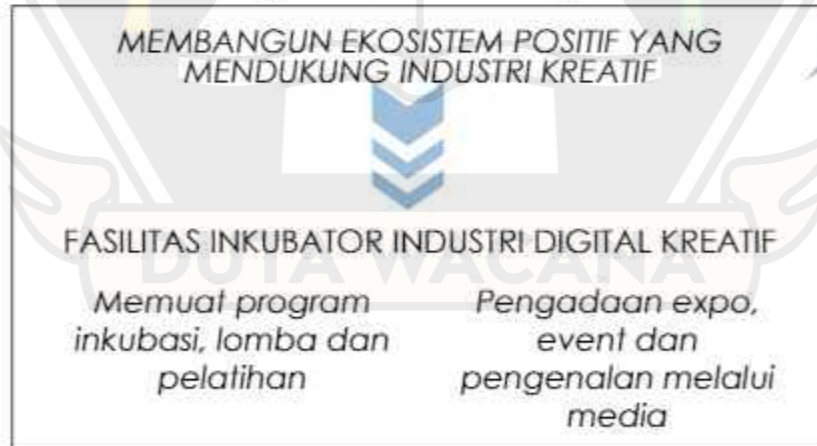 MEMBANGUN EKOSISTEM POSITIF YANG
MENDUKUNG INDUSTRI KREATIF
FASILITAS INKUBATOR INDUSTRI DIGITAL KREATIF
DUTA WACANA
Memuat program
inkubasi, lomba dan
pelatihan
Pengadaan expo,
event dan
pengenalan melalui
media